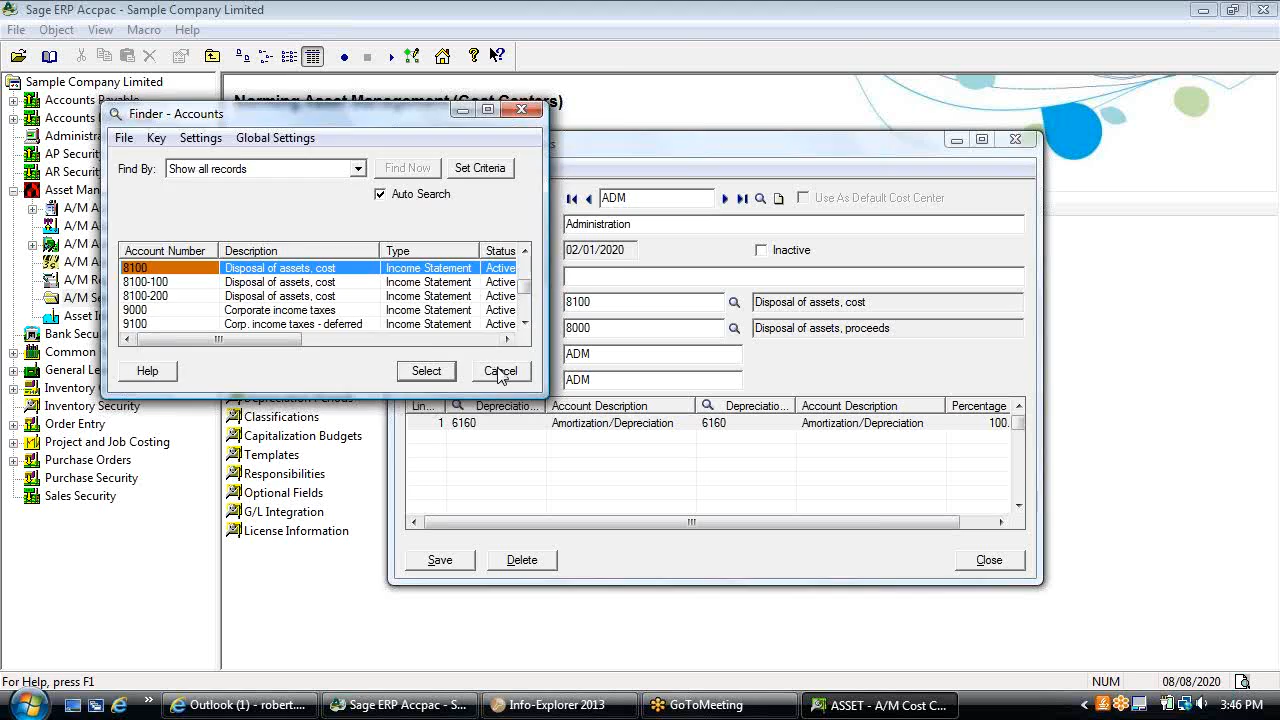 Sage ERP Accpac - Sample Company Limited
File Object View Macro Help
Sample Company Limited
Accounts Payable
Accounts
Administra
AP Securit
AR Securit
Asset Man
A/M A
A/M
A/M A
A/M A
A/M R
A/M S
Asset In
Bank Secu
Common
General Le
Inventory
Inventory Security
Order Entry
Project and Job Costing
Purchase Orders
Purchase Security
Sales Security
Norming Asset Management (Cost Centers)
Classifications
Capitalization Budgets
Templates
Responsibilities
Optional Fields
G/L Integration
License Information
Finder - Accounts
File Key Settings Global Settings
Find By: Show all records Find Now Set Criteria
Auto Search
Account Number Description Type Status
8100 Disposal of assets, cost Income Statement Active
8100-100 Disposal of assets, cost Income Statement Active
8100-200 Disposal of assets, cost Income Statement Active
9000 Corporate income taxes Income Statement Active
9100 Corp. income taxes - deferred Income Statement Active
Help Select Cancel
ADM Use As Default Cost Center
Administration
02/01/2020 Inactive
8100 Disposal of assets, cost
8000 Disposal of assets, proceeds
ADM
ADM
Lin... Depreciatio... Account Description Depreciatio... Account Description Percentage
1 6160 Amortization/Depreciation 6160 Amortization/Depreciation 100.
Save Delete Close
For Help, press F1 NUM 08/08/2020
Outlook (1) - robert.... Sage ERP Accpac - S... Info-Explorer 2013 GoToMeeting ASSET - A/M Cost C... 3:46 PM